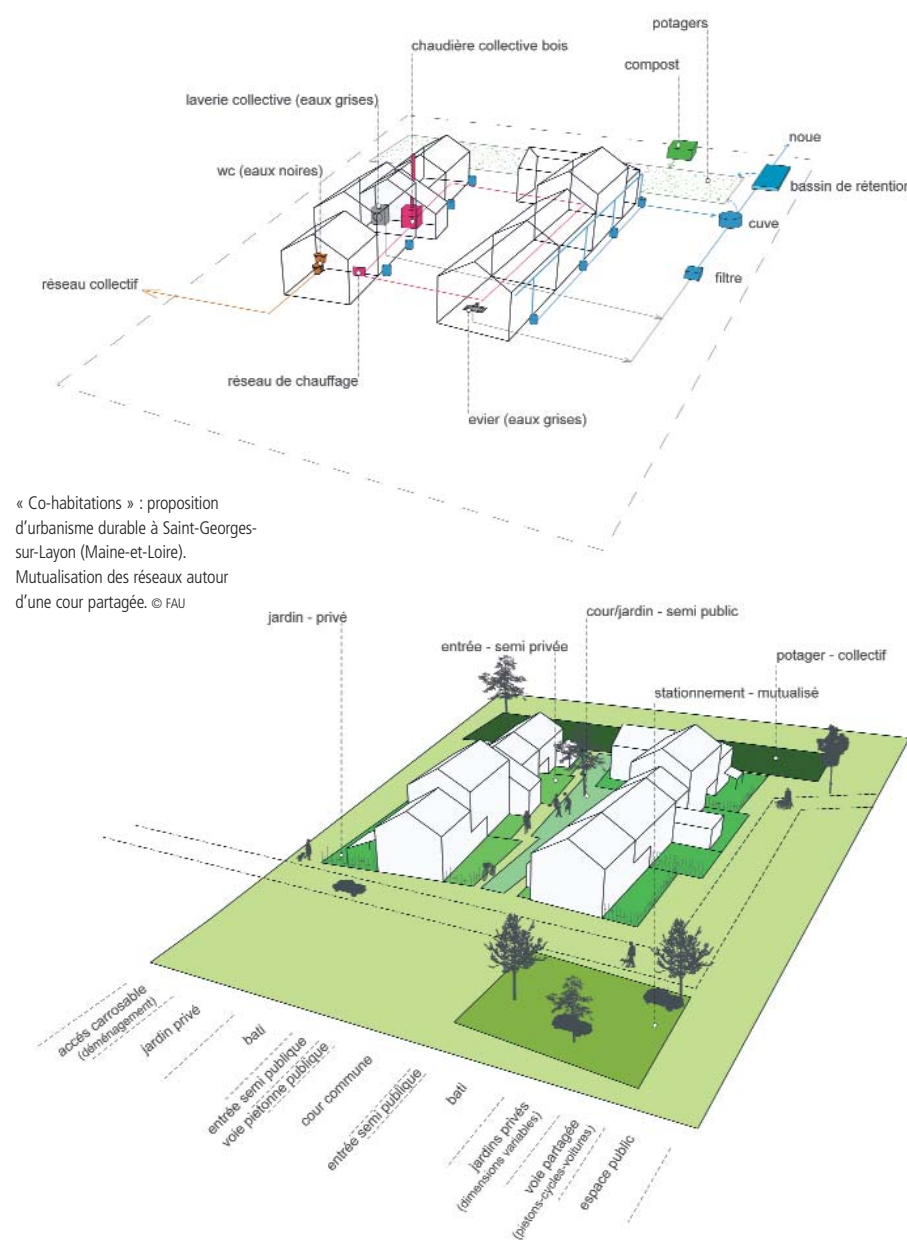 potagers
chaudière collective bois
compost
laverie collective (eaux grises)
noue
wc (eaux noires)
bassin de rétention
cuve
filtre
réseau collectif
réseau de chauffage
evier (eaux grises)
« Co-habitations » : proposition
d’urbanisme durable à Saint-Georges-
sur-Layon (Maine-et-Loire).
Mutualisation des réseaux autour
d’une cour partagée. © FAU
jardin - privé
cour/jardin - semi public
entrée - semi privée
potager - collectif
stationnement - mutualisé
accés carrosable
(déménagement)
jardin privé
bati
entrée semi publique
voie pietonne publique
cour commune
entrée semi publique
bati
jardins privés
(dimensions variables)
voie partagée
(pietons-cycles-voitures)
espace public